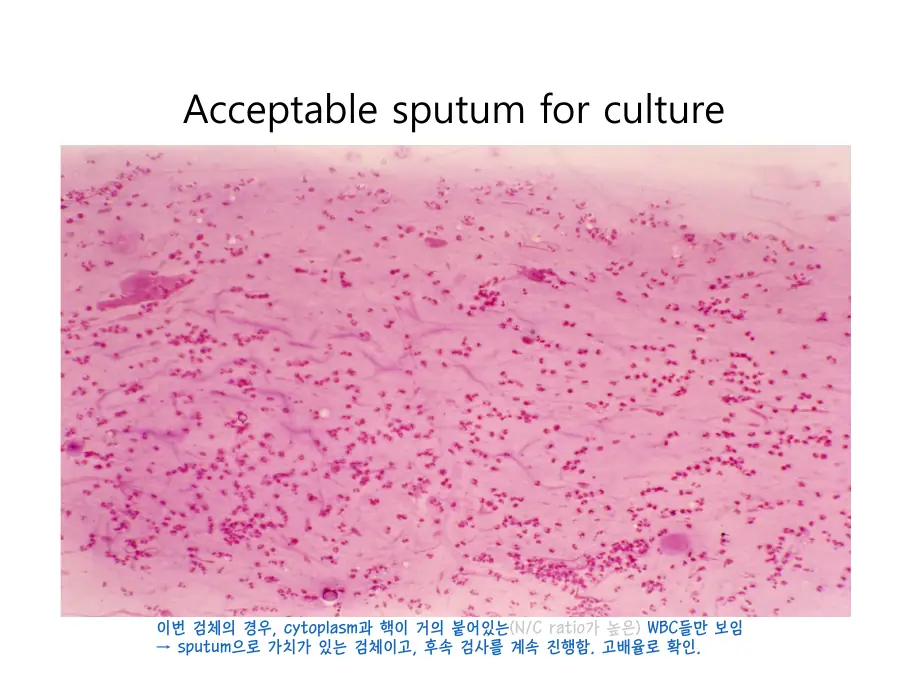 Acceptable sputum for culture
이번 검체의 경우, cytoplasm과 핵이 거의 붙어있는(N/C ratio가 높은) WBC들만 보임
→ sputum으로 가치가 있는 검체이고, 후속 검사를 계속 진행함. 고배율로 확인.